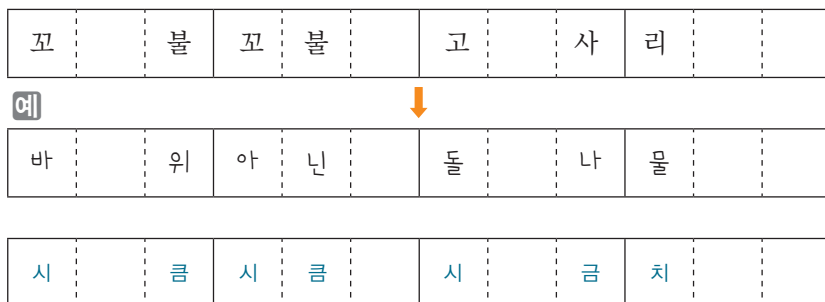 꼬 불 꼬 불 고 사 리
예
바 위 아 닌 돌 나 물
시 큼 시 큼 시 금 치